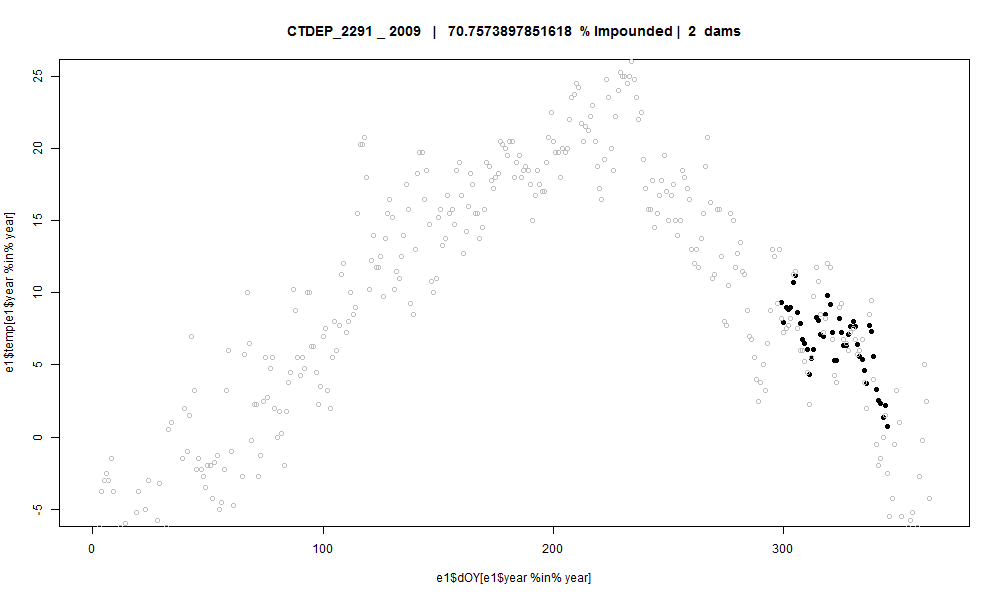 CTDEP_2291 _ 2009 | 70.7573897851618 % Impounded | 2 dams
e1$temp[e1$year %in% year]
25
20
15
10
5
0
-5
0 100 200 300
e1$dOY[e1$year %in% year]